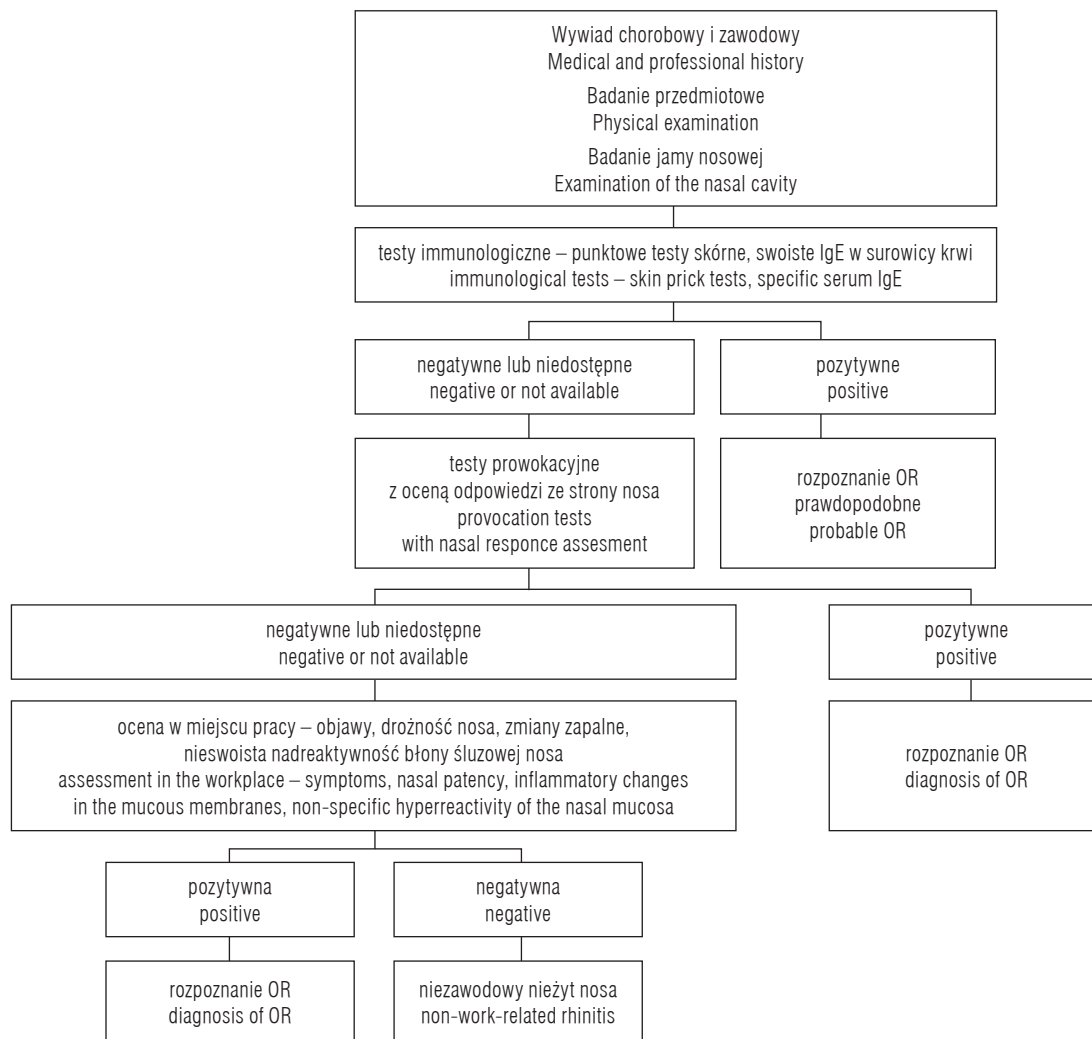 Wywiad chorobowy i zawodowy
Medical and professional history
Badanie przedmiotowe
Physical examination
Badanie jamy nosowej
Examination of the nasal cavity
testy immunologiczne – punktowe testy skórne, swoiste IgE w surowicy krwi
immunological tests – skin prick tests, specific serum IgE
negatywne lub niedostępne
negative or not available
pozytywne
positive
testy prowokacyjne
z oceną odpowiedzi ze strony nosa
provocation tests
with nasal responce assesment
rozpoznanie OR
prawdopodobne
probable OR
negatywne lub niedostępne
negative or not available
pozytywne
positive
ocena w miejscu pracy – objawy, drożność nosa, zmiany zapalne,
nieswoista nadreaktywność błony śluzowej nosa
assessment in the workplace – symptoms, nasal patency, inflammatory changes
in the mucous membranes, non-specific hyperreactivity of the nasal mucosa
rozpoznanie OR
diagnosis of OR
pozytywna
positive
negatywna
negative
rozpoznanie OR
diagnosis of OR
niezawodowy nieżyt nosa
non-work-related rhinitis